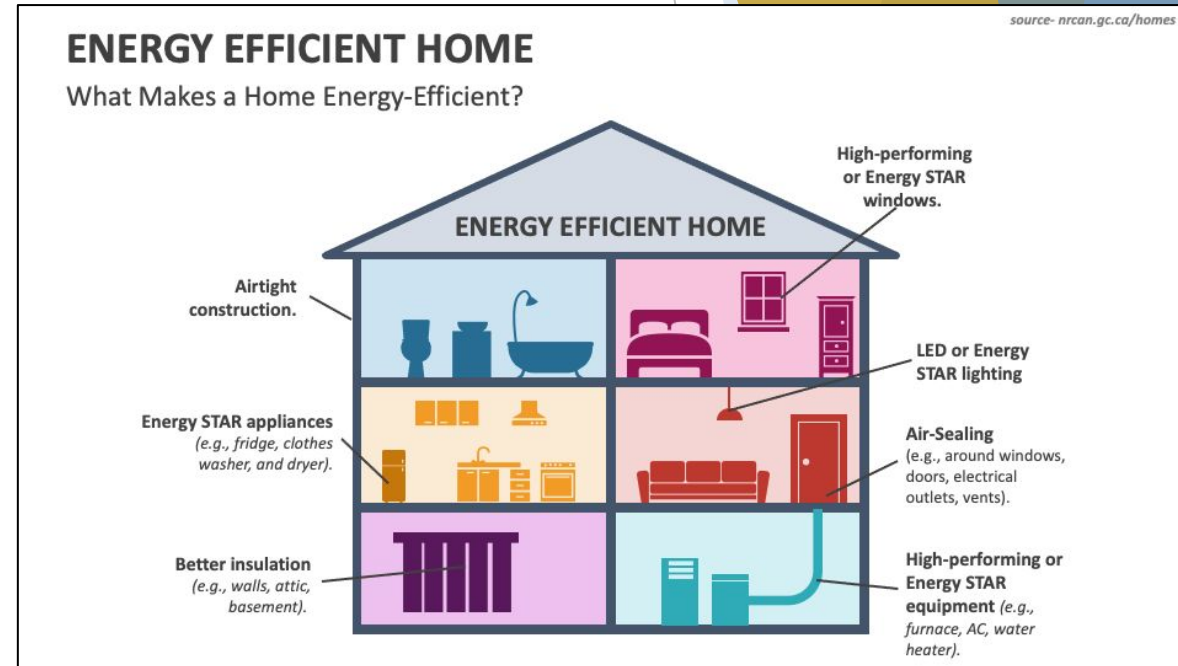 source- nrcan.gc.ca/homes
ENERGY EFFICIENT HOME
What Makes a Home Energy-Efficient?
High-performing
or Energy STAR
windows.
ENERGY EFFICIENT HOME
Airtight
construction.
LED or Energy
STAR lighting
Energy STAR appliances
(e.g., fridge, clothes
washer, and dryer).
Air-Sealing
(e.g., around windows,
doors, electrical
outlets, vents).
Better insulation
(e.g., walls, attic,
basement).
High-performing or
Energy STAR
equipment (e.g.,
furnace, AC, water
heater).